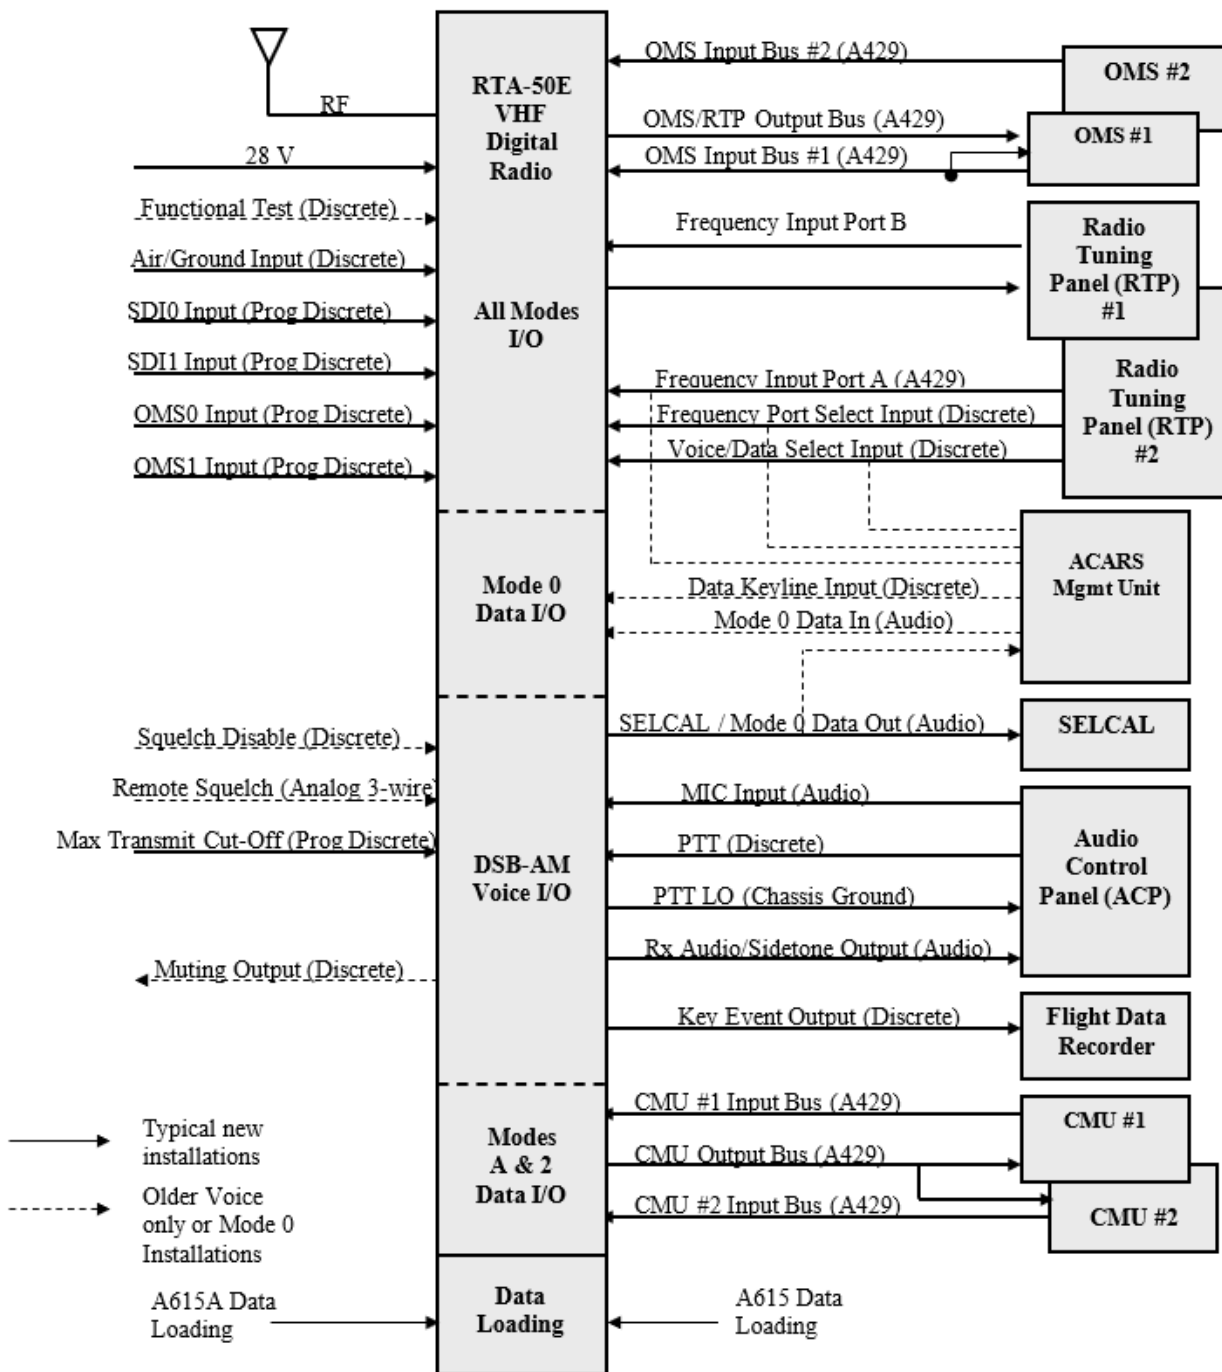 RTA-50E
VHF
Digital
Radio
RF
28 V
Functional Test (Discrete)
Air/Ground Input (Discrete)
SDI0 Input (Prog Discrete)
SDI1 Input (Prog Discrete)
OMS0 Input (Prog Discrete)
OMS1 Input (Prog Discrete)
All Modes
I/O
OMS Input Bus #2 (A429)
OMS #2
OMS/RTP Output Bus (A429)
OMS #1
OMS Input Bus #1 (A429)
Frequency Input Port B
Radio
Tuning
Panel (RTP)
#1
Frequency Input Port A (A429)
Frequency Port Select Input (Discrete)
Voice/Data Select Input (Discrete)
Radio
Tuning
Panel (RTP)
#2
Mode 0
Data I/O
Data Keyline Input (Discrete)
Mode 0 Data In (Audio)
ACARS
Mgmt Unit
Squelch Disable (Discrete)
Remote Squelch (Analog 3-wire)
Max Transmit Cut-Off (Prog Discrete)
Muting Output (Discrete)
DSB-AM
Voice I/O
SELCAL / Mode 0 Data Out (Audio)
SELCAL
MIC Input (Audio)
PTT (Discrete)
PTT LO (Chassis Ground)
Rx Audio/Sidetone Output (Audio)
Audio
Control
Panel (ACP)
Key Event Output (Discrete)
Flight Data
Recorder
Modes
A & 2
Data I/O
CMU #1 Input Bus (A429)
CMU Output Bus (A429)
CMU #2 Input Bus (A429)
CMU #1
CMU #2
Typical new
installations
Older Voice
only or Mode 0
Installations
A615A Data
Loading
Data
Loading
A615 Data
Loading